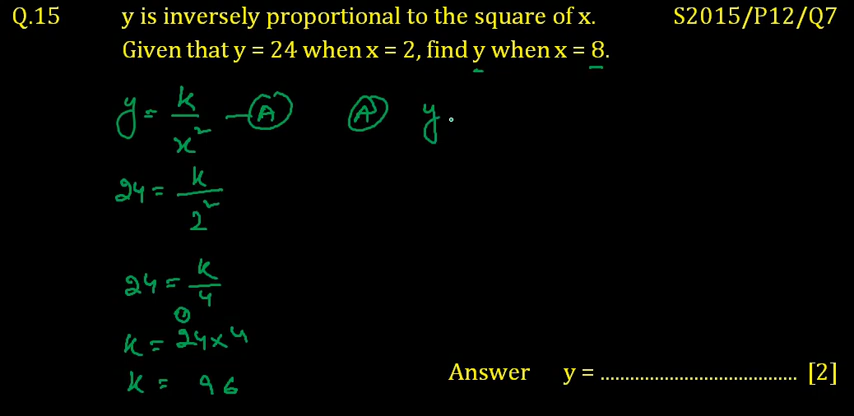 Q.15 y is inversely proportional to the square of x. S2015/P12/Q7
Given that y = 24 when x = 2, find y when x = 8.
y = k/x² — Ⓐ Ⓐ y
24 = k/2²
24 = k/4
k = 24 × 4
k = 96
Answer y = ........................................ [2]